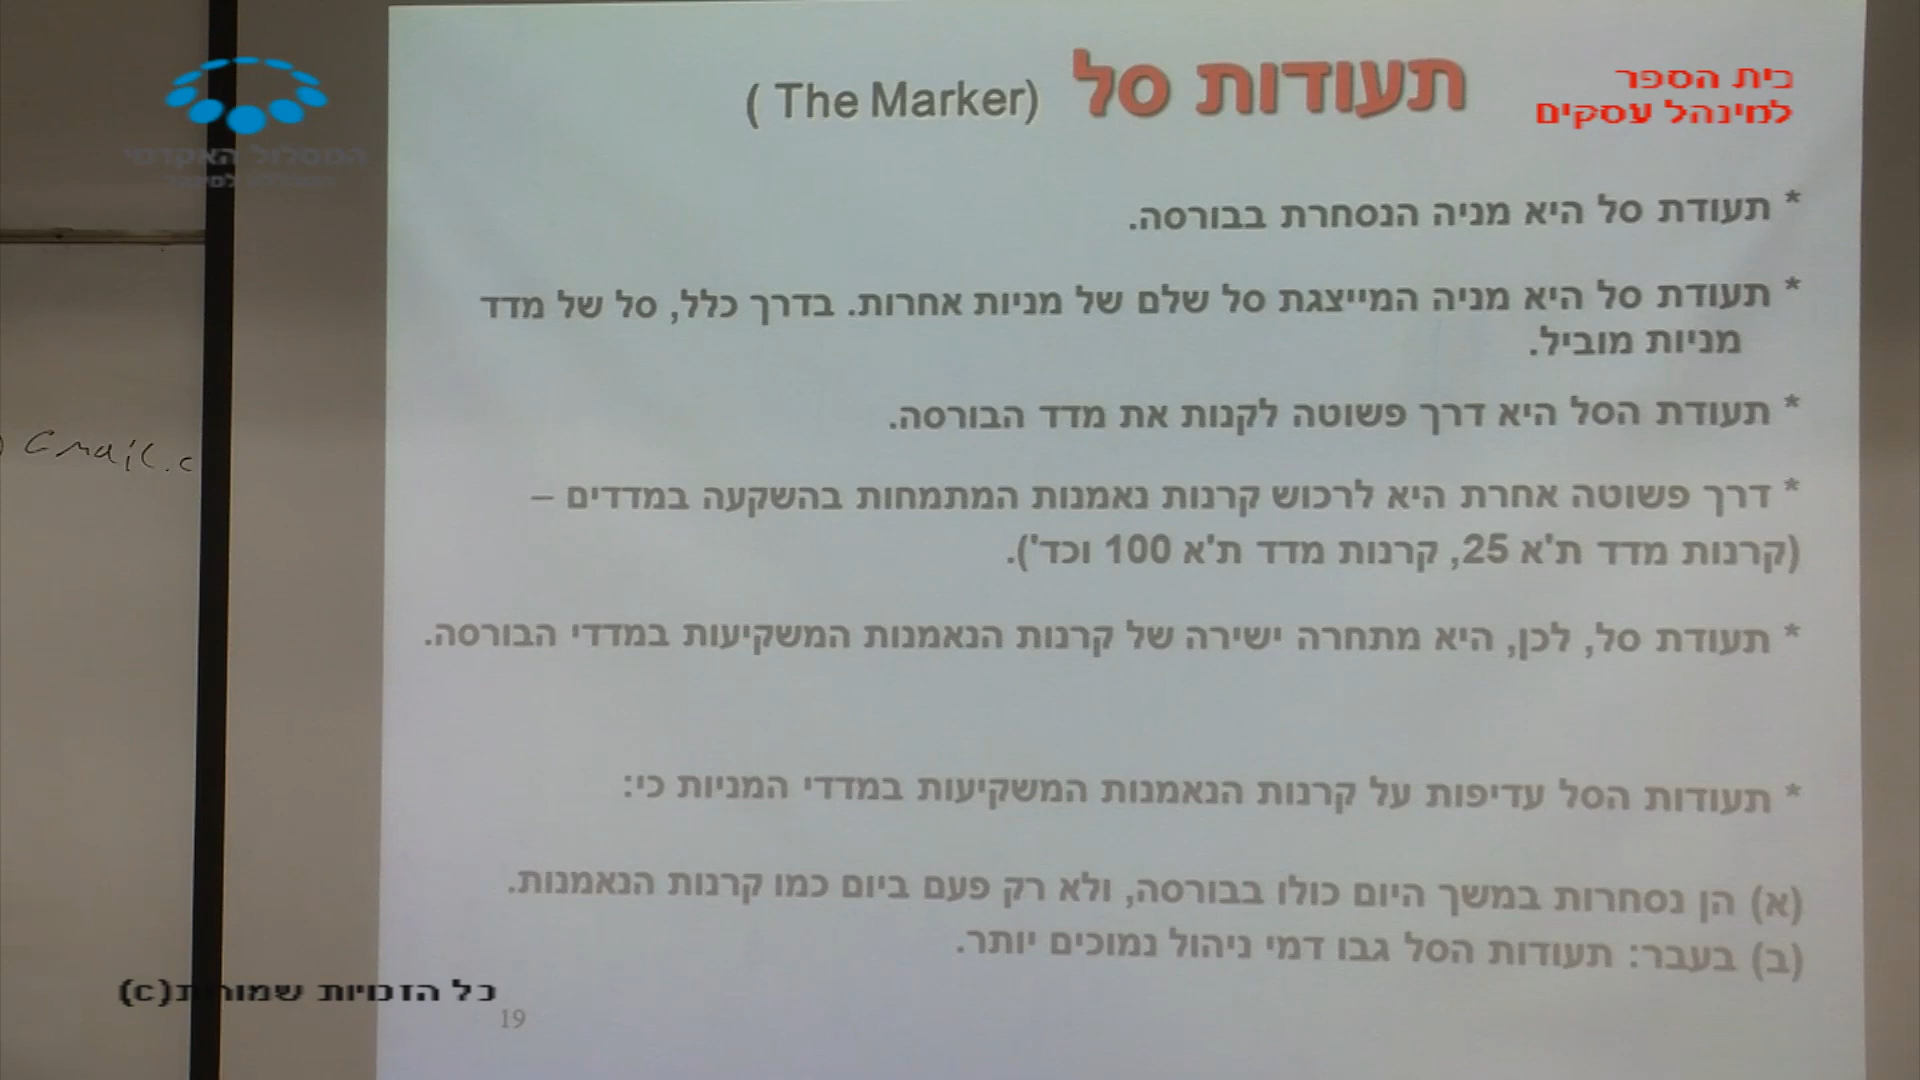 בית הספר
למינהל עסקים
תעודות סל (The Marker )
המסלול האקדמי
* תעודת סל היא מניה הנסחרת בבורסה.
* תעודת סל היא מניה המייצגת סל שלם של מניות אחרות. בדרך כלל, סל של מדד
מניות מוביל.
* תעודת הסל היא דרך פשוטה לקנות את מדד הבורסה.
Gmail.c
* דרך פשוטה אחרת היא לרכוש קרנות נאמנות המתמחות בהשקעה במדדים –
(קרנות מדד ת'א 25, קרנות מדד ת'א 100 וכד').
* תעודת סל, לכן, היא מתחרה ישירה של קרנות הנאמנות המשקיעות במדדי הבורסה.
* תעודות הסל עדיפות על קרנות הנאמנות המשקיעות במדדי המניות כי:
(א) הן נסחרות במשך היום כולו בבורסה, ולא רק פעם ביום כמו קרנות הנאמנות.
(ב) בעבר: תעודות הסל גבו דמי ניהול נמוכים יותר.
כל הזכויות שמורות(c)
19